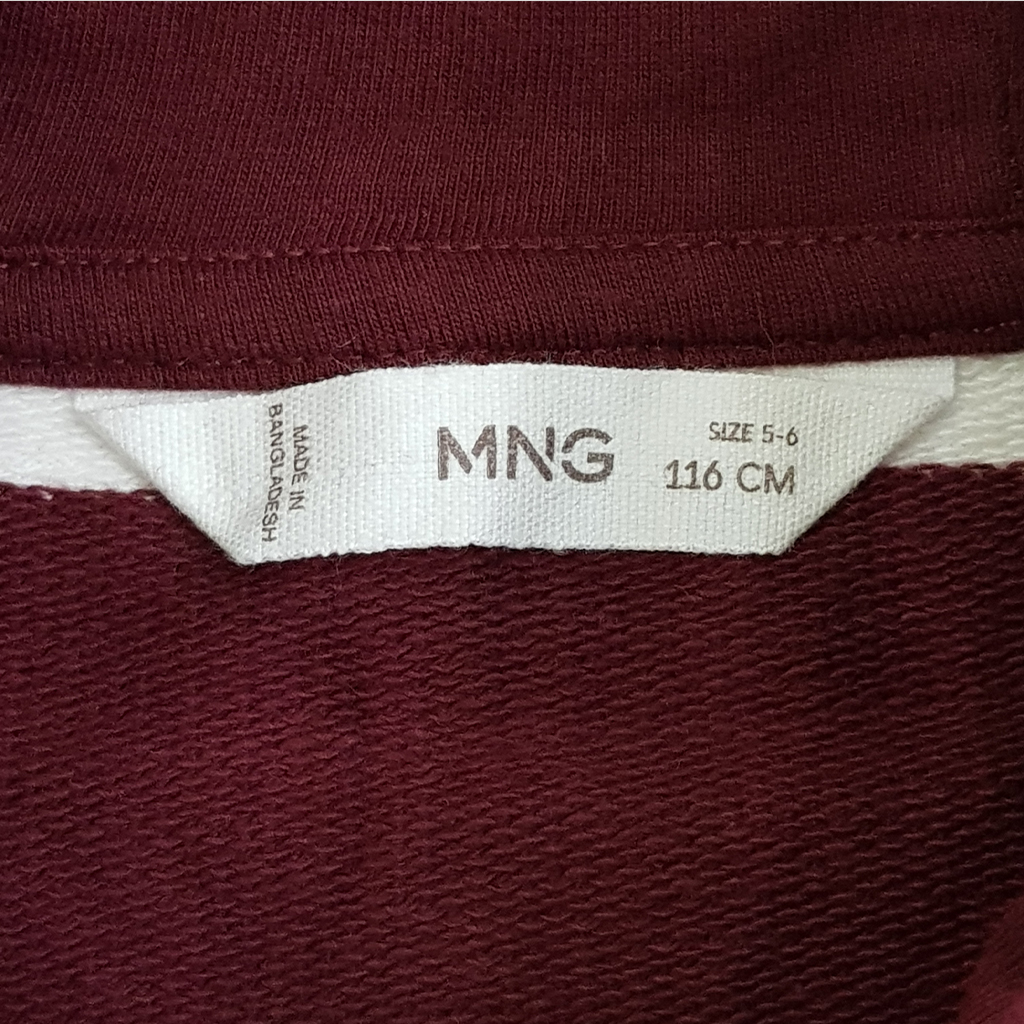 MADE IN
BANGLADESH
MNG
SIZE 5-6
116 CM